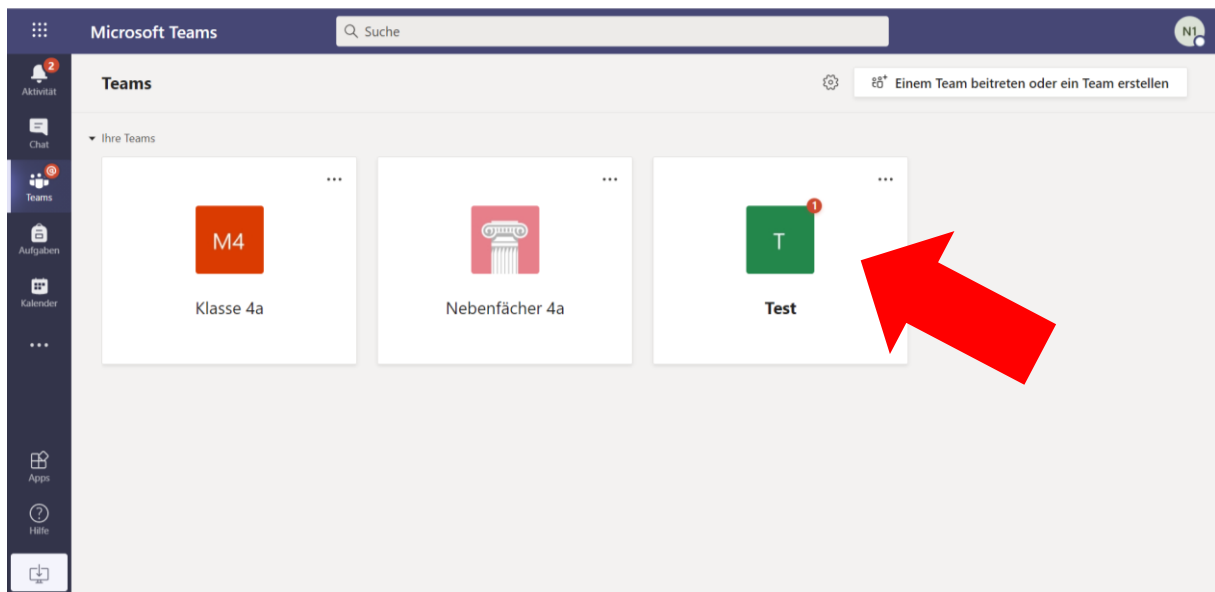 Microsoft Teams
Suche
N1
2
Aktivität
Teams
Einem Team beitreten oder ein Team erstellen
Chat
Ihre Teams
@
Teams
M4
1
T
Aufgaben
Klasse 4a
Nebenfächer 4a
Test
Kalender
Apps
?
Hilfe